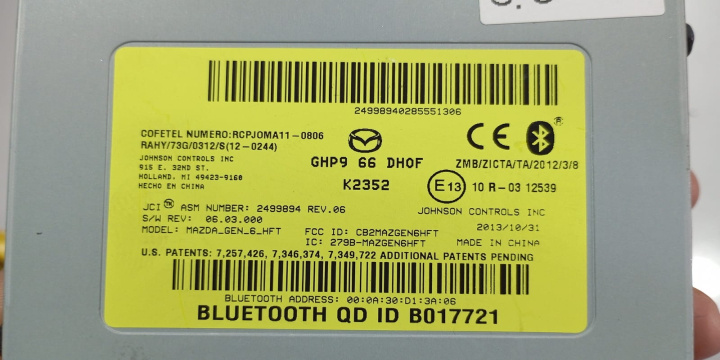 24998940285551306
COFETEL NUMERO:RCPJOMA11-0806
RAHY/73G/0312/S(12-0244)
JOHNSON CONTROLS INC
915 E. 32ND ST.
HOLLAND, MI 49423-9168
HECHO EN CHINA
GHP9 66 DH0F
K2352
CE
ZMB/ZICTA/TA/2012/3/8
E13 10 R-03 12539
JCI™ ASM NUMBER: 2499894 REV.06
S/W REV: 06.03.000
MODEL: MAZDA_GEN_6_HFT
FCC ID: CB2MAZGEN6HFT
IC: 279B-MAZGEN6HFT
JOHNSON CONTROLS INC
2013/10/31
MADE IN CHINA
U.S. PATENTS: 7,257,426, 7,346,374, 7,349,722 ADDITIONAL PATENTS PENDING
BLUETOOTH ADDRESS: 00:0A:30:D1:3A:06
BLUETOOTH QD ID B017721